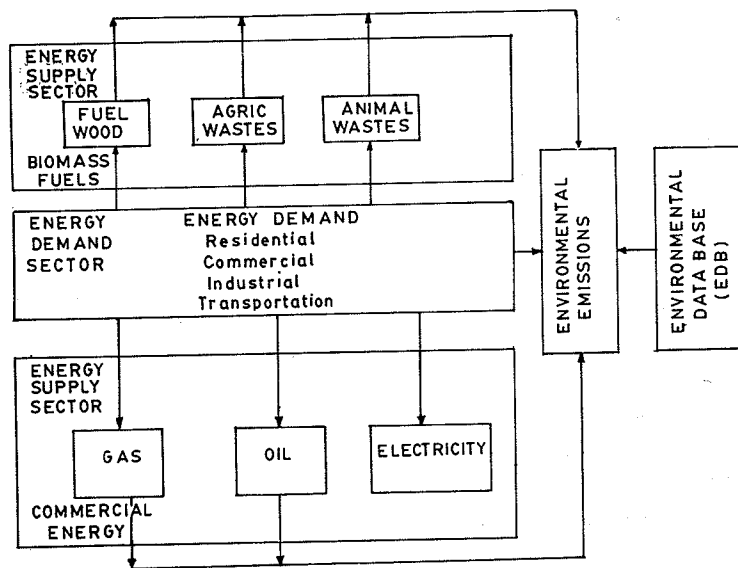 ENERGY
SUPPLY
SECTOR
FUEL
WOOD
AGRIC
WASTES
ANIMAL
WASTES
BIOMASS
FUELS
ENERGY
DEMAND
SECTOR
ENERGY DEMAND
Residential
Commercial
Industrial
Transportation
ENVIRONMENTAL
EMISSIONS
ENVIRONMENTAL
DATA BASE
(EDB)
ENERGY
SUPPLY
SECTOR
GAS
OIL
ELECTRICITY
COMMERCIAL
ENERGY